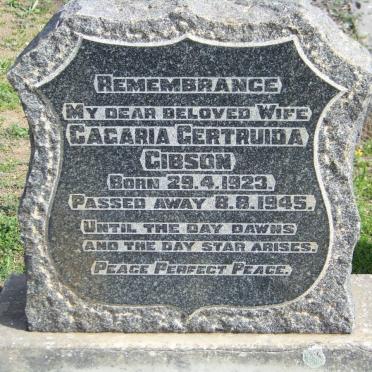 REMEMBRANCE
MY DEAR BELOVED WIFE
CAGARIA GERTRUIDA
GIBSON
BORN 29.4.1923.
PASSED AWAY 8.8.1945.
UNTIL THE DAY DAWNS
AND THE DAY STAR ARISES.
PEACE PERFECT PEACE.